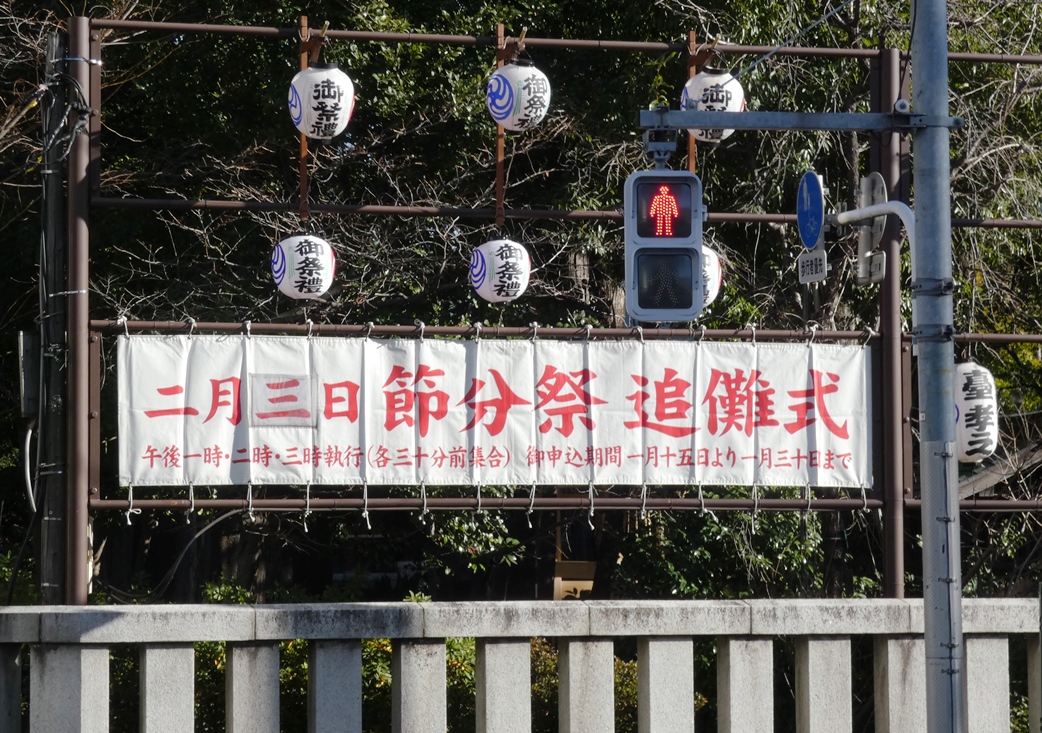 御祭禮
御祭禮
御祭
御祭禮
御祭禮
歩行者優先
二月三日 節分祭 追儺式
午後一時・二時・三時執行(各三十分前集合) 御申込期間 一月十五日より一月三十日まで